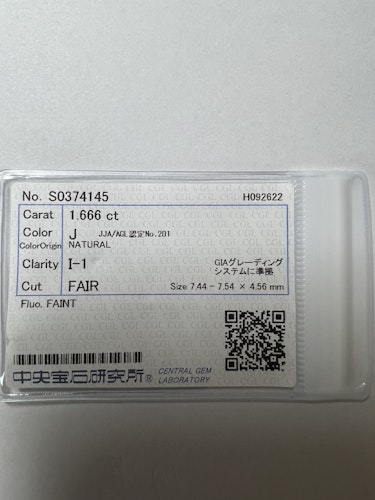 No. S0374145 H092622
Carat 1.666 ct
Color J JJA/AGL認定No.201
ColorOrigin NATURAL
Clarity I-1 GIAグレーディング
システムに準拠
Cut FAIR Size 7.44 - 7.54 × 4.56 mm
Fluo. FAINT
中央宝石研究所® CENTRAL GEM
LABORATORY